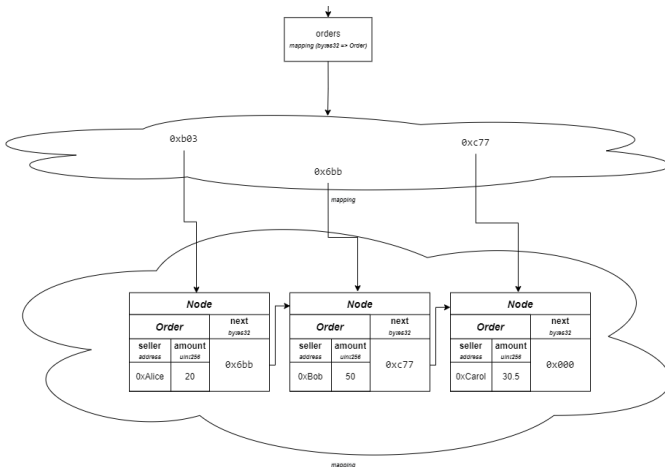 orders
mapping (bytes32 => Order)
0xb03
0xc77
0x6bb
mapping
Node
Order
next
bytes32
seller
address
amount
uint256
0x6bb
0xAlice
20
Node
Order
next
bytes32
seller
address
amount
uint256
0xc77
0xBob
50
Node
Order
next
bytes32
seller
address
amount
uint256
0x000
0xCarol
30.5
mapping